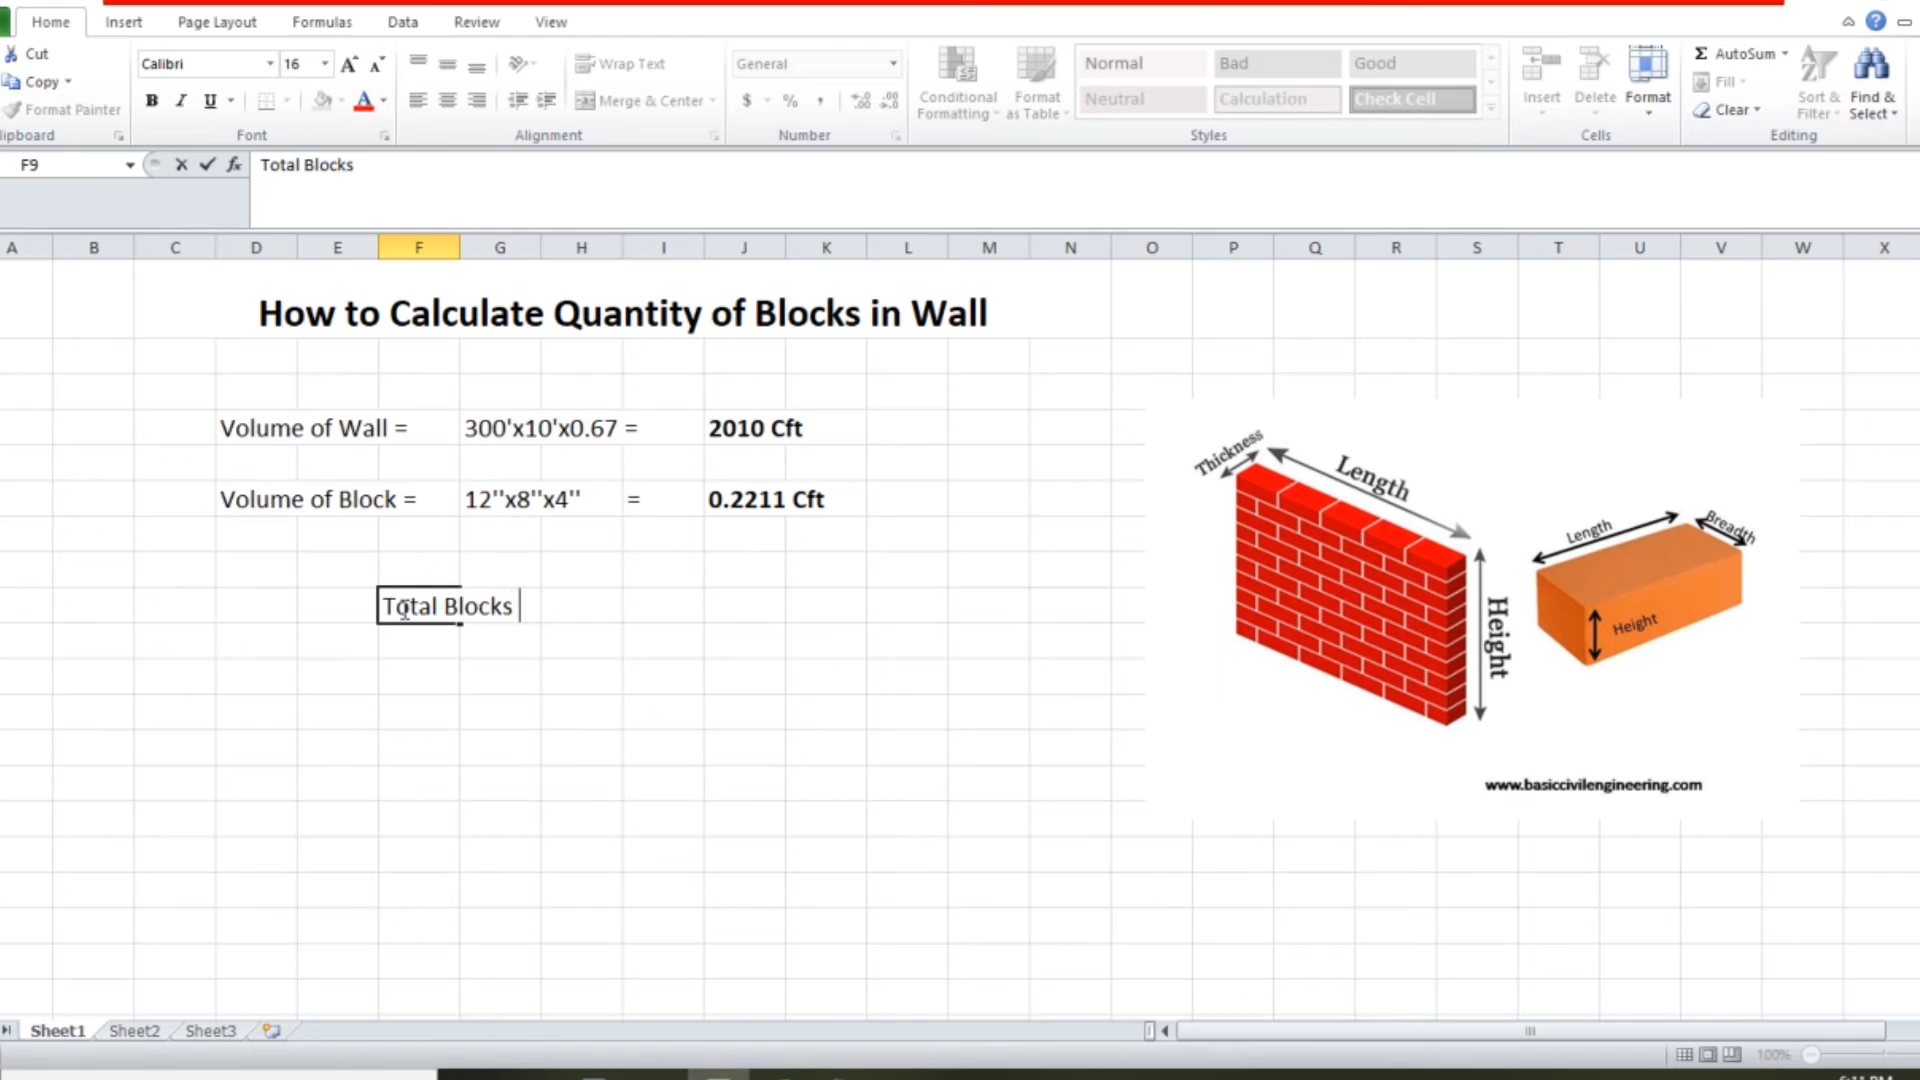 Home Insert Page Layout Formulas Data Review View
Cut
Copy
Format Painter
lipboard
Calibri 16
B I U
Font
Wrap Text
Merge & Center
Alignment
General
$ % ,
Number
Conditional Formatting
Format as Table
Normal Bad Good
Neutral Calculation Check Cell
Styles
Insert Delete Format
Cells
Σ AutoSum
Fill
Clear
Sort & Filter
Find & Select
Editing
F9 fx Total Blocks
A B C D E F G H I J K L M N O P Q R S T U V W X
How to Calculate Quantity of Blocks in Wall
Volume of Wall = 300'x10'x0.67 = 2010 Cft
Volume of Block = 12''x8''x4'' = 0.2211 Cft
Total Blocks
Thickness
Length
Height
Length
Breadth
Height
www.basiccivilengineering.com
Sheet1 Sheet2 Sheet3
100%